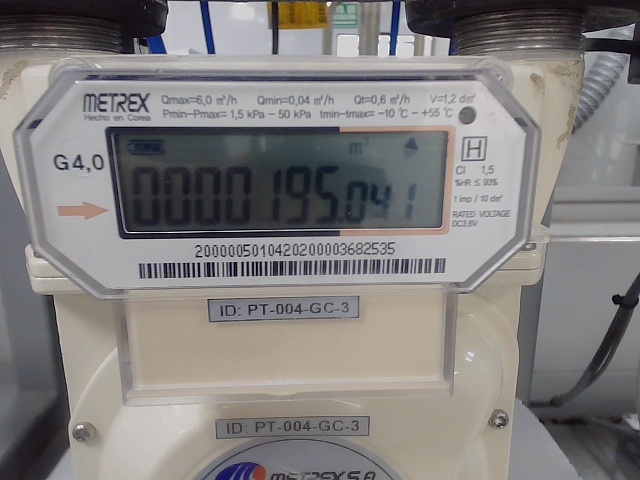 METREX
Hecho en Corea
Qmax=6,0 m³/h Qmin=0,04 m³/h Qt=0,6 m³/h V=1,2 dm³
Pmin-Pmax= 1,5 kPa - 50 kPa tmin-tmax= -10 °C - +55 °C
G4,0
m³
0000195.041
H
Cl 1,5
%HR ≤ 93%
1 imp / 10 dm³
RATED VOLTAGE
DC3,6V
2000005010420200003682535
ID: PT-004-GC-3
ID: PT-004-GC-3
METREX S.A.